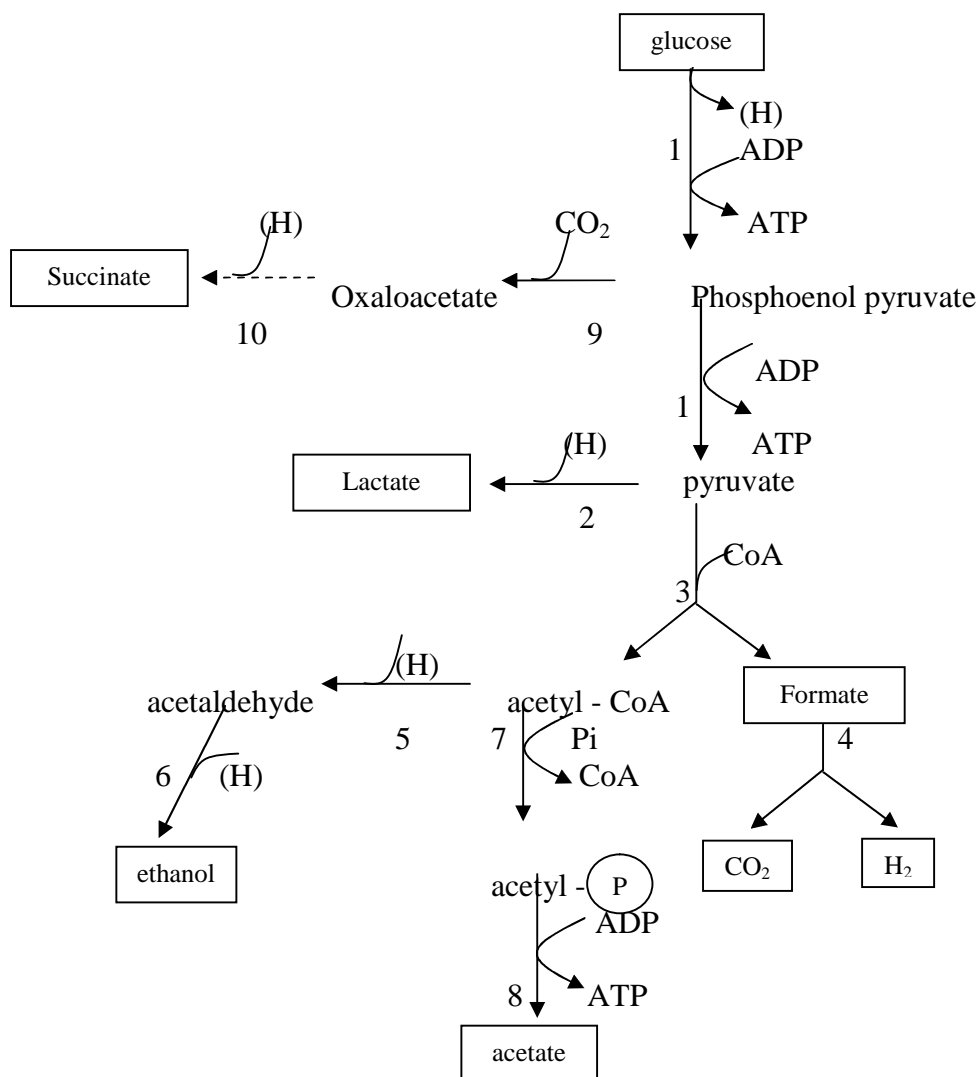 glucose
(H)
1 ADP
ATP
(H) CO₂
Succinate Oxaloacetate Phosphoenol pyruvate
10 9
ADP
1
(H) ATP
Lactate pyruvate
2
CoA
3
(H) Formate
acetaldehyde acetyl - CoA
5 7 Pi 4
6 (H) CoA
ethanol CO₂ H₂
acetyl - P
ADP
8 ATP
acetate